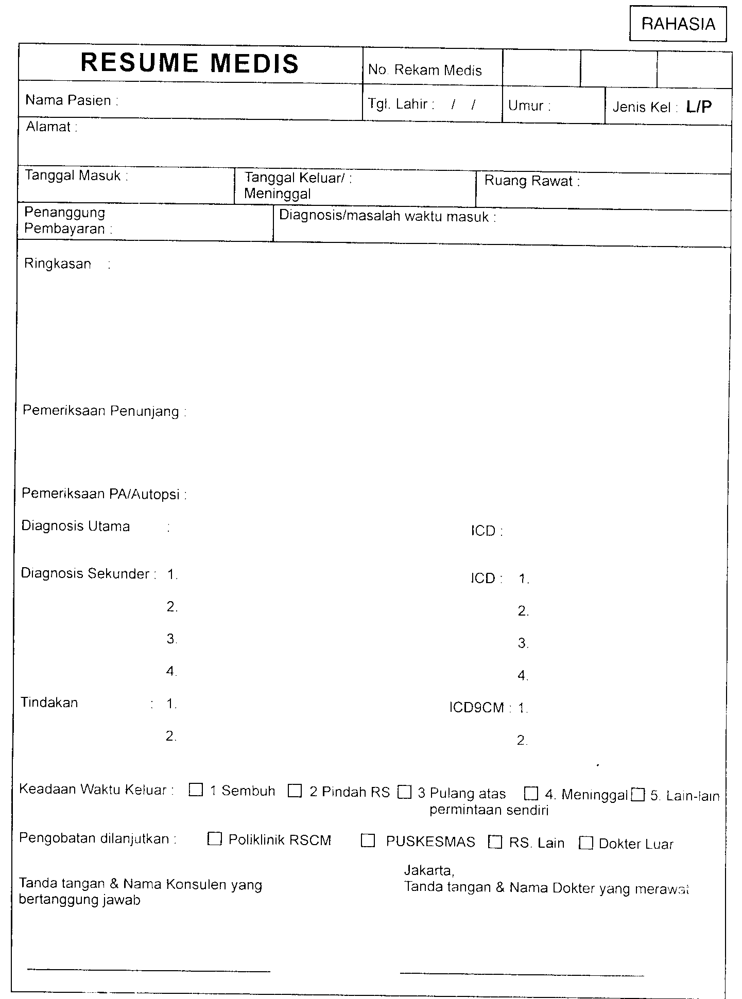 RAHASIA
RESUME MEDIS
No. Rekam Medis
Nama Pasien :
Tgl. Lahir : / /
Umur :
Jenis Kel : L/P
Alamat :
Tanggal Masuk :
Tanggal Keluar/ :
Meninggal
Ruang Rawat :
Penanggung
Pembayaran :
Diagnosis/masalah waktu masuk :
Ringkasan :
Pemeriksaan Penunjang :
Pemeriksaan PA/Autopsi :
Diagnosis Utama : ICD :
Diagnosis Sekunder : 1. ICD : 1.
2. 2.
3. 3.
4. 4.
Tindakan : 1. ICD9CM : 1.
2. 2.
Keadaan Waktu Keluar : 1 Sembuh 2 Pindah RS 3 Pulang atas 4. Meninggal 5. Lain-lain
permintaan sendiri
Pengobatan dilanjutkan : Poliklinik RSCM PUSKESMAS RS. Lain Dokter Luar
Jakarta,
Tanda tangan & Nama Konsulen yang
bertanggung jawab
Tanda tangan & Nama Dokter yang merawat